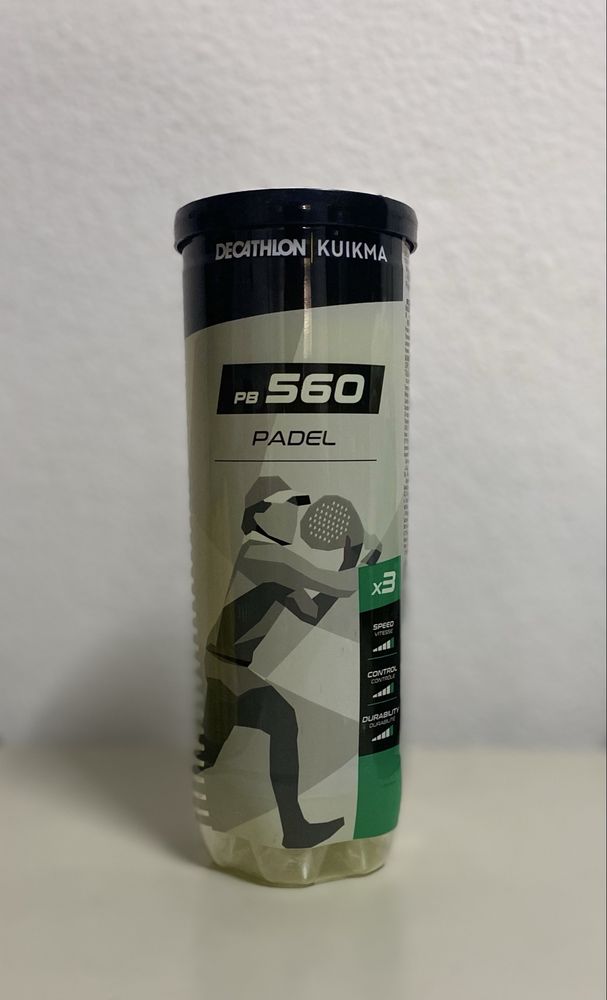 DECATHLON | KUIKMA
PB 560
PADEL
x3
SPEED
VITESSE
CONTROL
CONTRÔLE
DURABILITY
DURABILITÉ